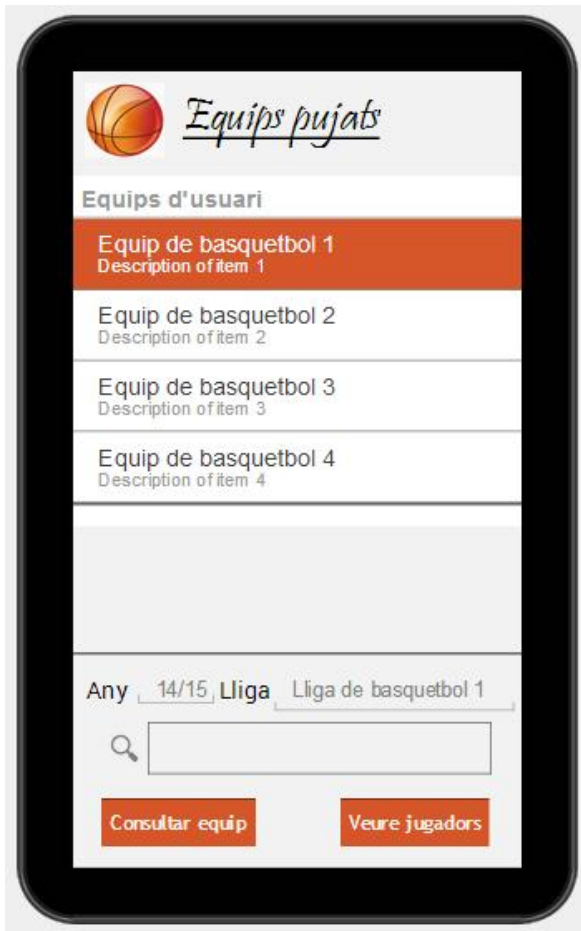 Equips pujats
Equips d'usuari
Equip de basquetbol 1
Description of item 1
Equip de basquetbol 2
Description of item 2
Equip de basquetbol 3
Description of item 3
Equip de basquetbol 4
Description of item 4
Any 14/15 Lliga Lliga de basquetbol 1
Consultar equip Veure jugadors